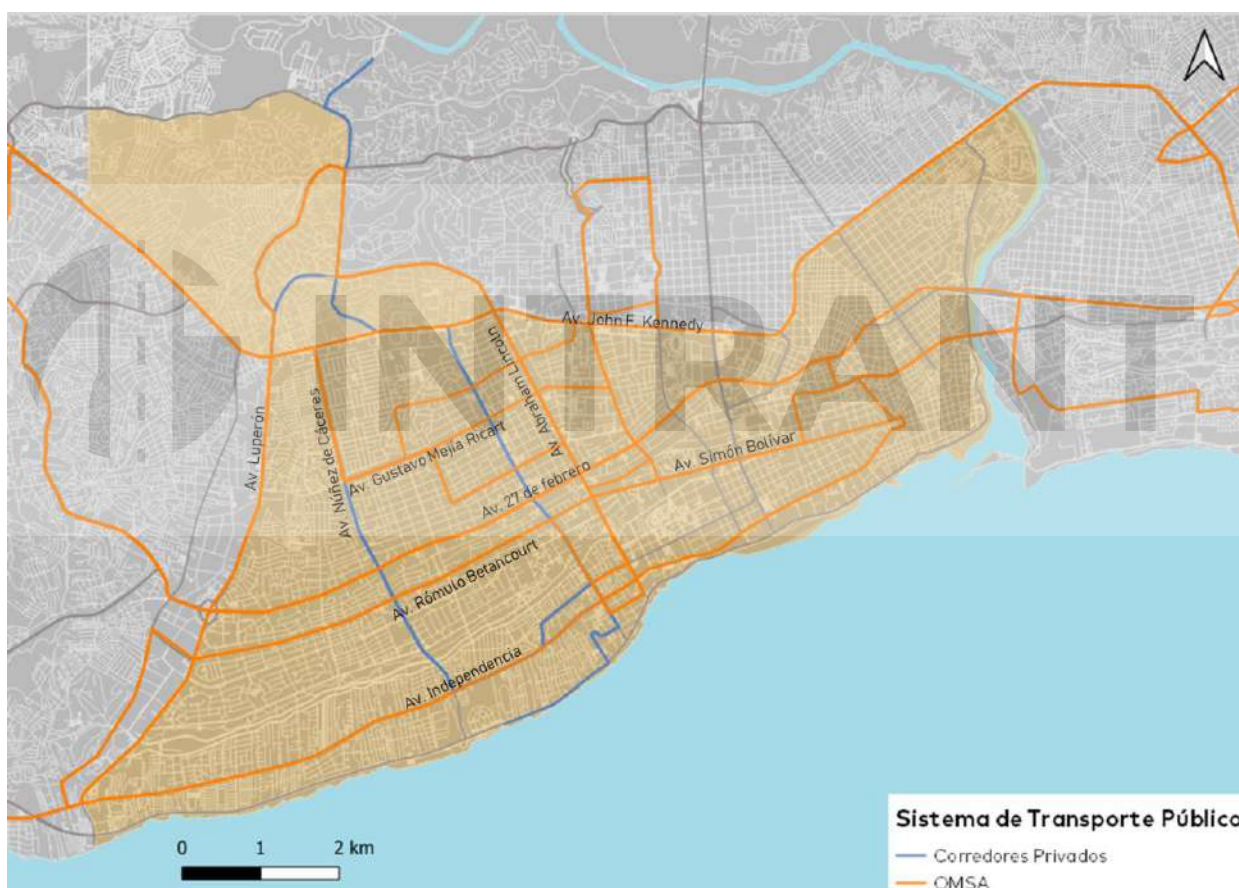 INTRANT
Av. John F. Kennedy
Av. Abraham Lincoln
Av. Luperón
Av. Núñez de Cáceres
Av. Gustavo Mejía Ricart
Av. 27 de febrero
Av. Simón Bolívar
Av. Rómulo Betancourt
Av. Independencia
0 1 2 km
Sistema de Transporte Público
Corredores Privados
OMSA